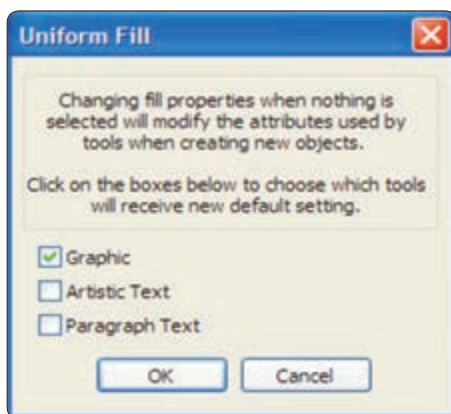 Uniform Fill
Changing fill properties when nothing is
selected will modify the attributes used by
tools when creating new objects.
Click on the boxes below to choose which tools
will receive new default setting.
Graphic
Artistic Text
Paragraph Text
OK
Cancel